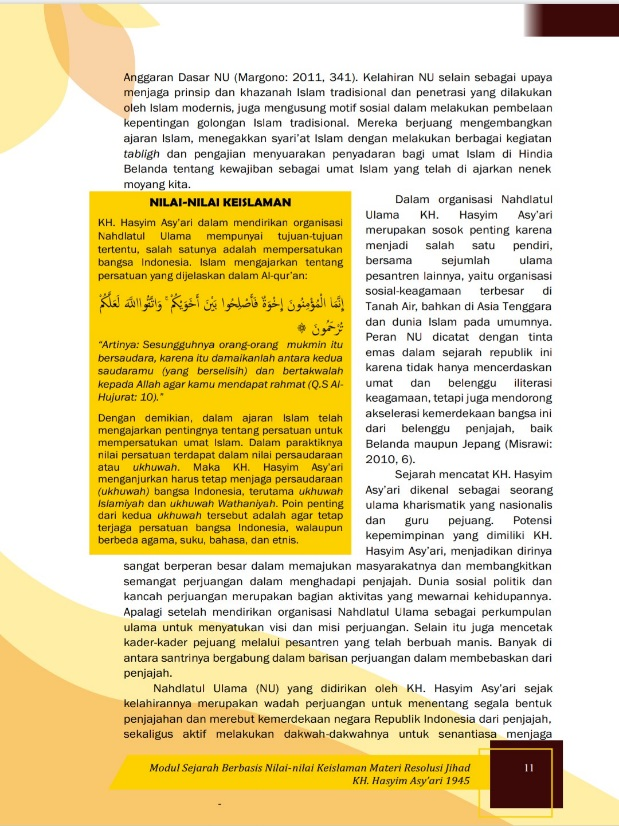 Anggaran Dasar NU (Margono: 2011, 341). Kelahiran NU selain sebagai upaya
menjaga prinsip dan khazanah Islam tradisional dan penetrasi yang dilakukan
oleh Islam modernis, juga mengusung motif sosial dalam melakukan pembelaan
kepentingan golongan Islam tradisional. Mereka berjuang mengembangkan
ajaran Islam, menegakkan syari'at Islam dengan melakukan berbagai kegiatan
tabligh dan pengajian menyuarakan penyadaran bagi umat Islam di Hindia
Belanda tentang kewajiban sebagai umat Islam yang telah di ajarkan nenek
moyang kita.
NILAI-NILAI KEISLAMAN
KH. Hasyim Asy'ari dalam mendirikan organisasi
Nahdlatul Ulama mempunyai tujuan-tujuan
tertentu, salah satunya adalah mempersatukan
bangsa Indonesia. Islam mengajarkan tentang
persatuan yang dijelaskan dalam Al-qur'an:
إِنَّمَا الْمُؤْمِنُونَ إِخْوَةٌ فَأَصْلِحُوا بَيْنَ أَخَوَيْكُمْ ۚ وَاتَّقُوا اللَّهَ لَعَلَّكُمْ
تُرْحَمُونَ ۞
“Artinya: Sesungguhnya orang-orang mukmin itu
bersaudara, karena itu damaikanlah antara kedua
saudaramu (yang berselisih) dan bertakwalah
kepada Allah agar kamu mendapat rahmat (Q.S Al-
Hujurat: 10).”
Dengan demikian, dalam ajaran Islam telah
mengajarkan pentingnya tentang persatuan untuk
mempersatukan umat Islam. Dalam paraktiknya
nilai persatuan terdapat dalam nilai persaudaraan
atau ukhuwah. Maka KH. Hasyim Asy'ari
menganjurkan harus tetap menjaga persaudaraan
(ukhuwah) bangsa Indonesia, terutama ukhuwah
Islamiyah dan ukhuwah Wathaniyah. Poin penting
dari kedua ukhuwah tersebut adalah agar tetap
terjaga persatuan bangsa Indonesia, walaupun
berbeda agama, suku, bahasa, dan etnis.
Dalam organisasi Nahdlatul
Ulama KH. Hasyim Asy'ari
merupakan sosok penting karena
menjadi salah satu pendiri,
bersama sejumlah ulama
pesantren lainnya, yaitu organisasi
sosial-keagamaan terbesar di
Tanah Air, bahkan di Asia Tenggara
dan dunia Islam pada umumnya.
Peran NU dicatat dengan tinta
emas dalam sejarah republik ini
karena tidak hanya mencerdaskan
umat dan belenggu iliterasi
keagamaan, tetapi juga mendorong
akselerasi kemerdekaan bangsa ini
dari belenggu penjajah, baik
Belanda maupun Jepang (Misrawi:
2010, 6).
Sejarah mencatat KH. Hasyim
Asy'ari dikenal sebagai seorang
ulama kharismatik yang nasionalis
dan guru pejuang. Potensi
kepemimpinan yang dimiliki KH.
Hasyim Asy'ari, menjadikan dirinya
sangat berperan besar dalam memajukan masyarakatnya dan membangkitkan
semangat perjuangan dalam menghadapi penjajah. Dunia sosial politik dan
kancah perjuangan merupakan bagian aktivitas yang mewarnai kehidupannya.
Apalagi setelah mendirikan organisasi Nahdlatul Ulama sebagai perkumpulan
ulama untuk menyatukan visi dan misi perjuangan. Selain itu juga mencetak
kader-kader pejuang melalui pesantren yang telah berbuah manis. Banyak di
antara santrinya bergabung dalam barisan perjuangan dalam membebaskan dari
penjajah.
Nahdlatul Ulama (NU) yang didirikan oleh KH. Hasyim Asy'ari sejak
kelahirannya merupakan wadah perjuangan untuk menentang segala bentuk
penjajahan dan merebut kemerdekaan negara Republik Indonesia dari penjajah,
sekaligus aktif melakukan dakwah-dakwahnya untuk senantiasa menjaga
Modul Sejarah Berbasis Nilai-nilai Keislaman Materi Resolusi Jihad
KH. Hasyim Asy'ari 1945
11
-